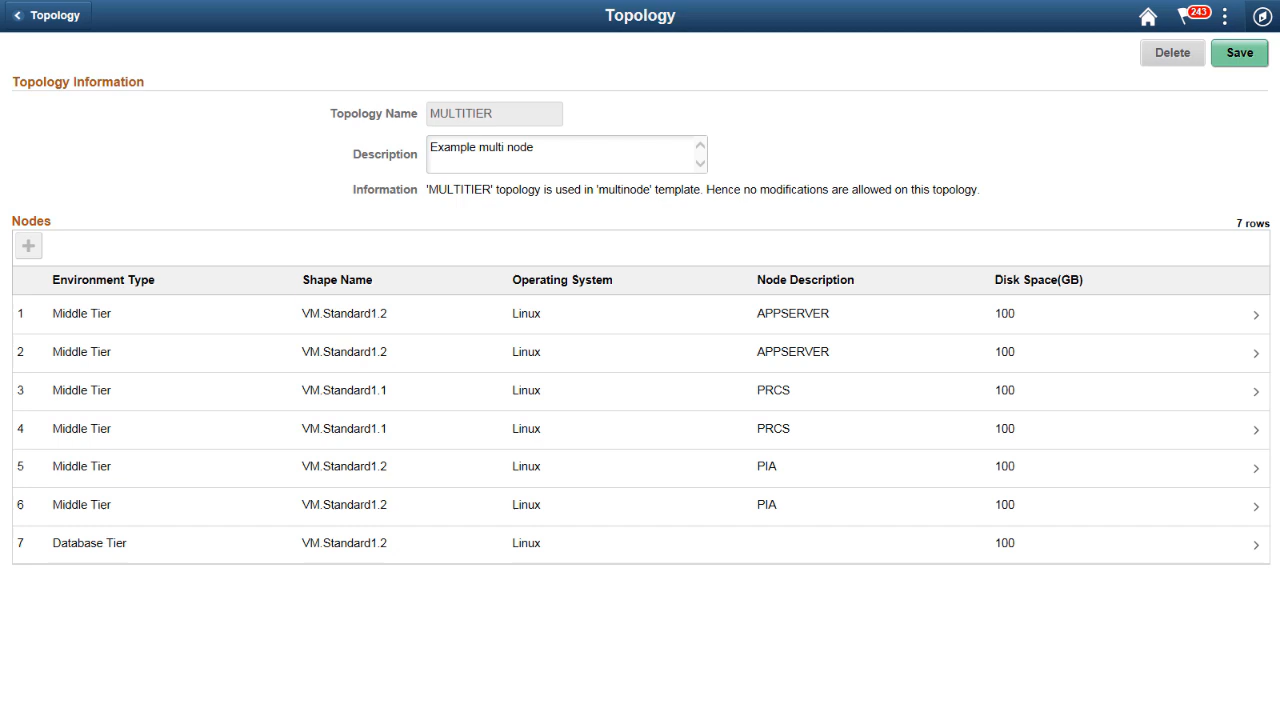 Topology
Topology
243
Delete
Save
Topology Information
Topology Name MULTITIER
Description Example multi node
Information 'MULTITIER' topology is used in 'multinode' template. Hence no modifications are allowed on this topology.
Nodes
7 rows
Environment Type Shape Name Operating System Node Description Disk Space(GB)
1 Middle Tier VM.Standard1.2 Linux APPSERVER 100
2 Middle Tier VM.Standard1.2 Linux APPSERVER 100
3 Middle Tier VM.Standard1.1 Linux PRCS 100
4 Middle Tier VM.Standard1.1 Linux PRCS 100
5 Middle Tier VM.Standard1.2 Linux PIA 100
6 Middle Tier VM.Standard1.2 Linux PIA 100
7 Database Tier VM.Standard1.2 Linux 100